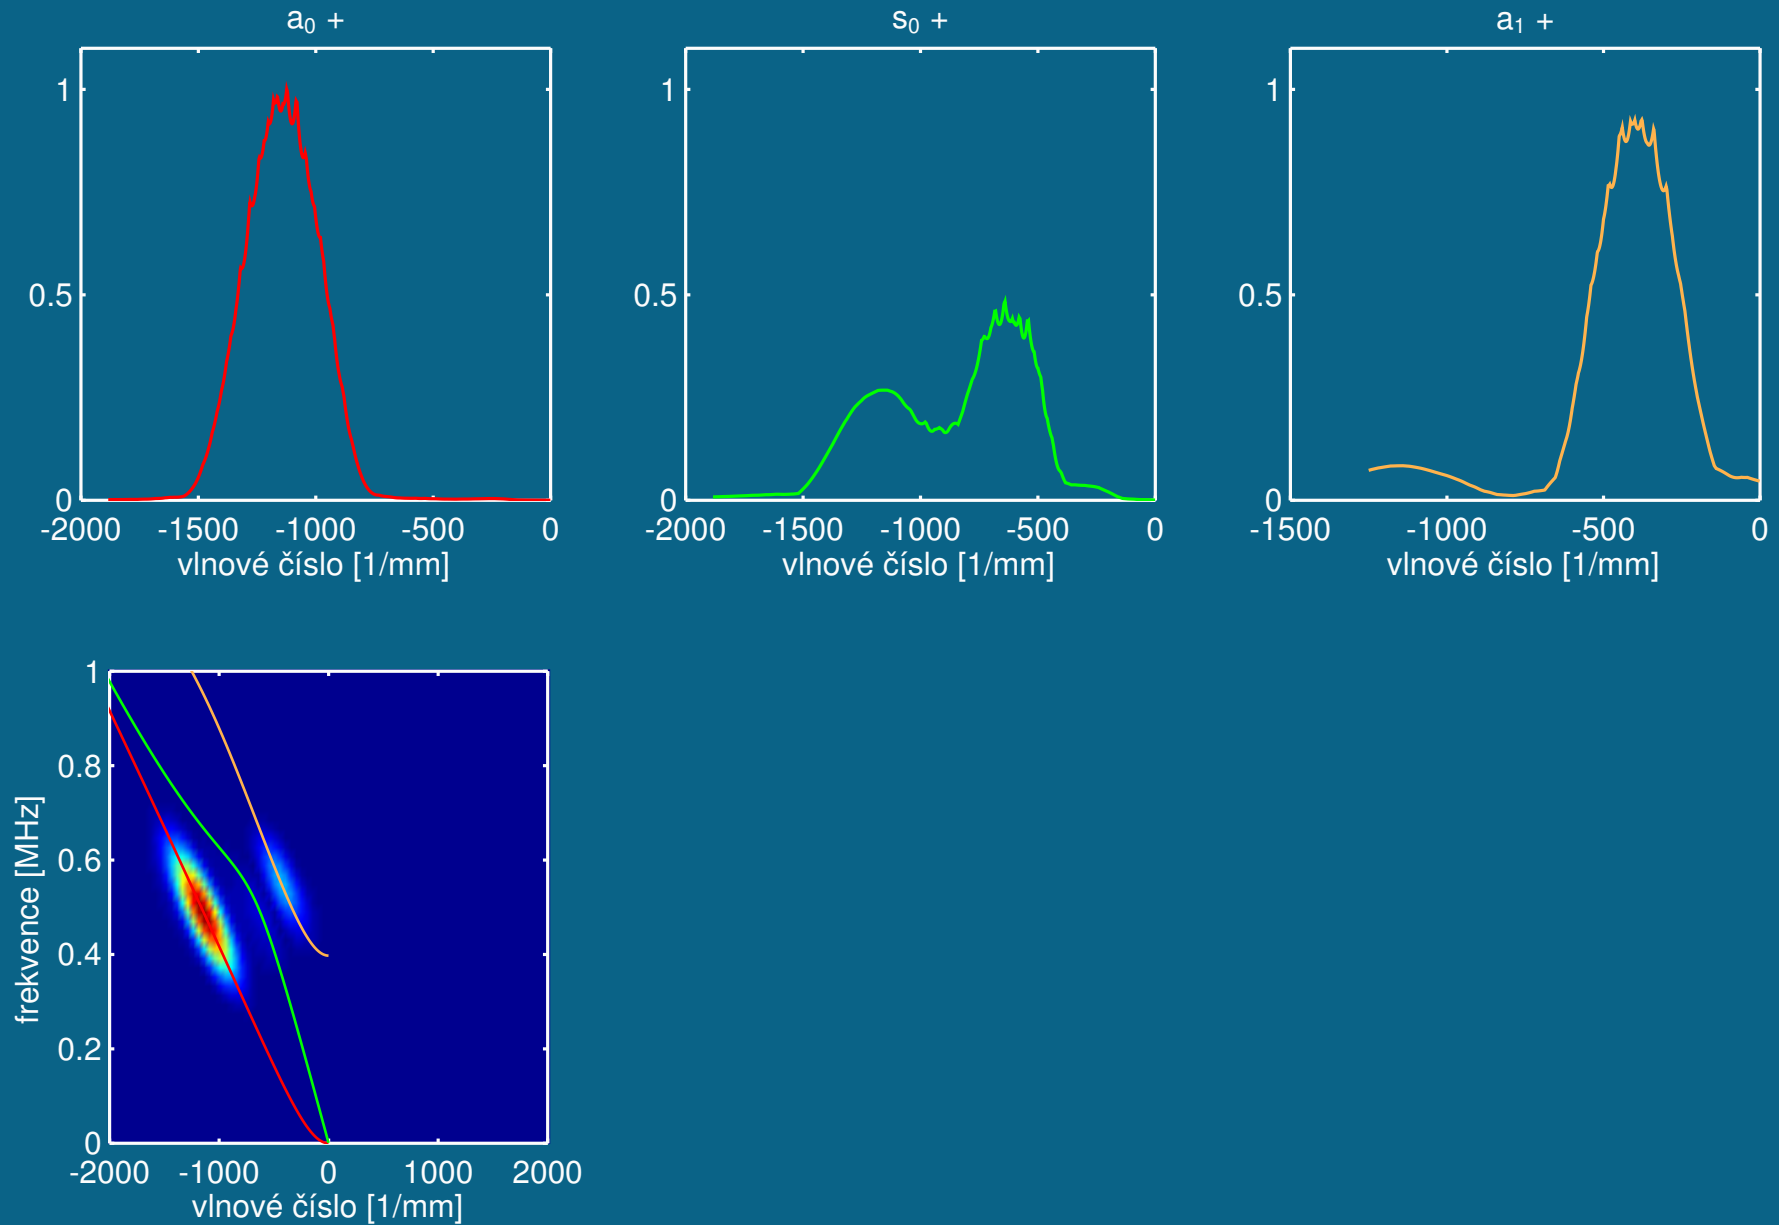 a0 +
1
0.5
0
-2000 -1500 -1000 -500 0
vlnové číslo [1/mm]
s0 +
1
0.5
0
-2000 -1500 -1000 -500 0
vlnové číslo [1/mm]
a1 +
1
0.5
0
-1500 -1000 -500 0
vlnové číslo [1/mm]
frekvence [MHz]
1
0.8
0.6
0.4
0.2
0
-2000 -1000 0 1000 2000
vlnové číslo [1/mm]